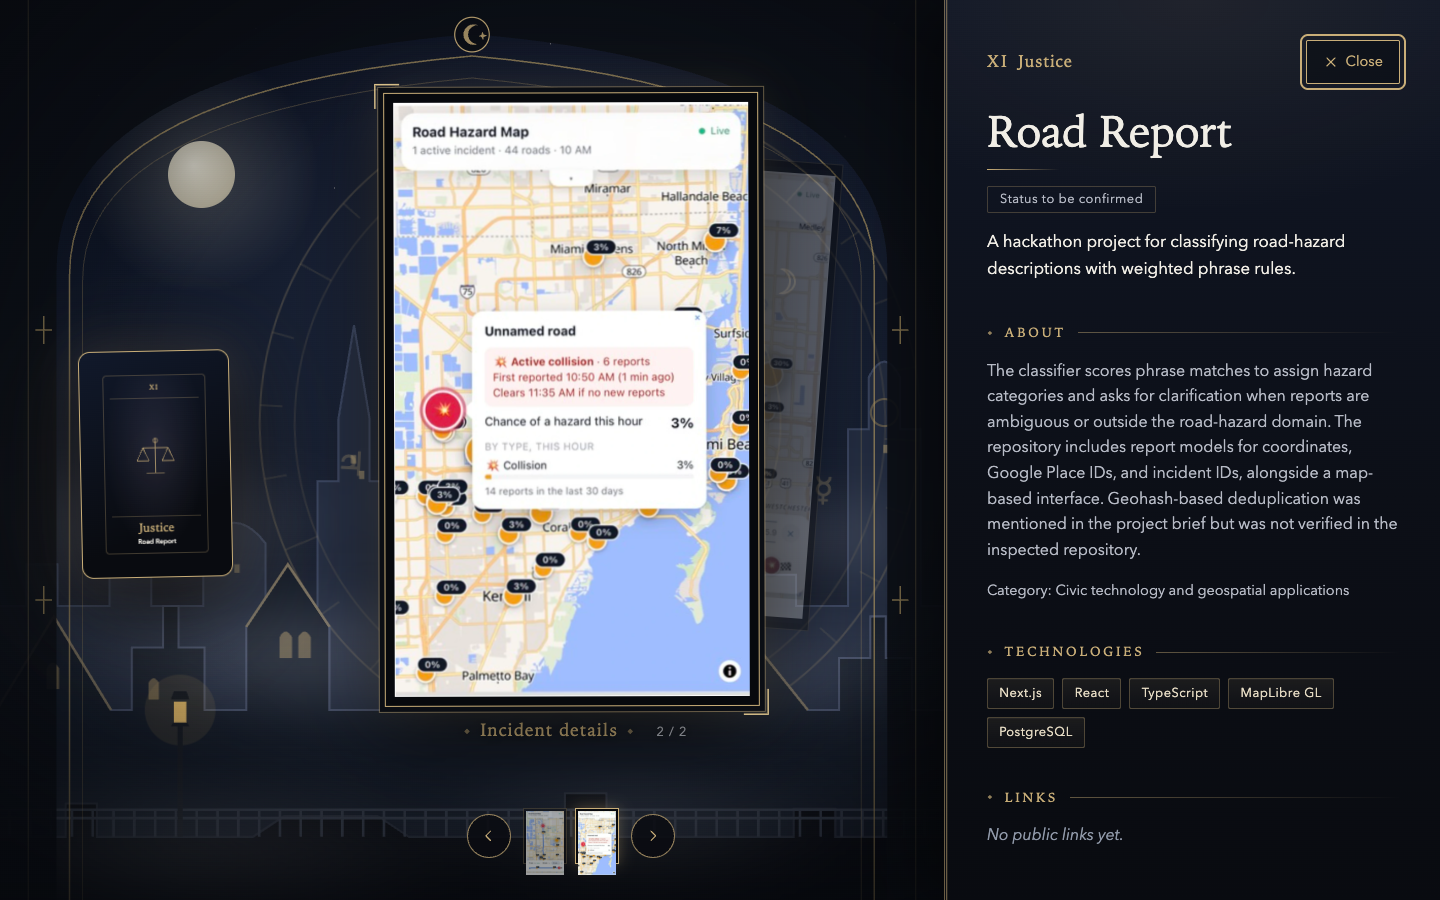 XI
Justice
Road Report
Road Hazard Map
Live
1 active incident · 44 roads · 10 AM
Miramar
Hallandale Beac
7%
Miami
3%
ens
North Mi
Beach
826
75
Unnamed road
×
Active collision · 6 reports
First reported 10:50 AM (1 min ago)
Clears 11:35 AM if no new reports
Chance of a hazard this hour
3%
BY TYPE, THIS HOUR
Collision
3%
14 reports in the last 30 days
Surfsid
Villag
mi Bea
0%
3%
0%
3%
Coral
0%
0%
0%
0%
3%
Ken
0%
Palmetto Bay
Incident details
2 / 2
XI Justice
Close
Road Report
Status to be confirmed
A hackathon project for classifying road-hazard
descriptions with weighted phrase rules.
ABOUT
The classifier scores phrase matches to assign hazard
categories and asks for clarification when reports are
ambiguous or outside the road-hazard domain. The
repository includes report models for coordinates,
Google Place IDs, and incident IDs, alongside a map-
based interface. Geohash-based deduplication was
mentioned in the project brief but was not verified in the
inspected repository.
Category: Civic technology and geospatial applications
TECHNOLOGIES
Next.js
React
TypeScript
MapLibre GL
PostgreSQL
LINKS
No public links yet.